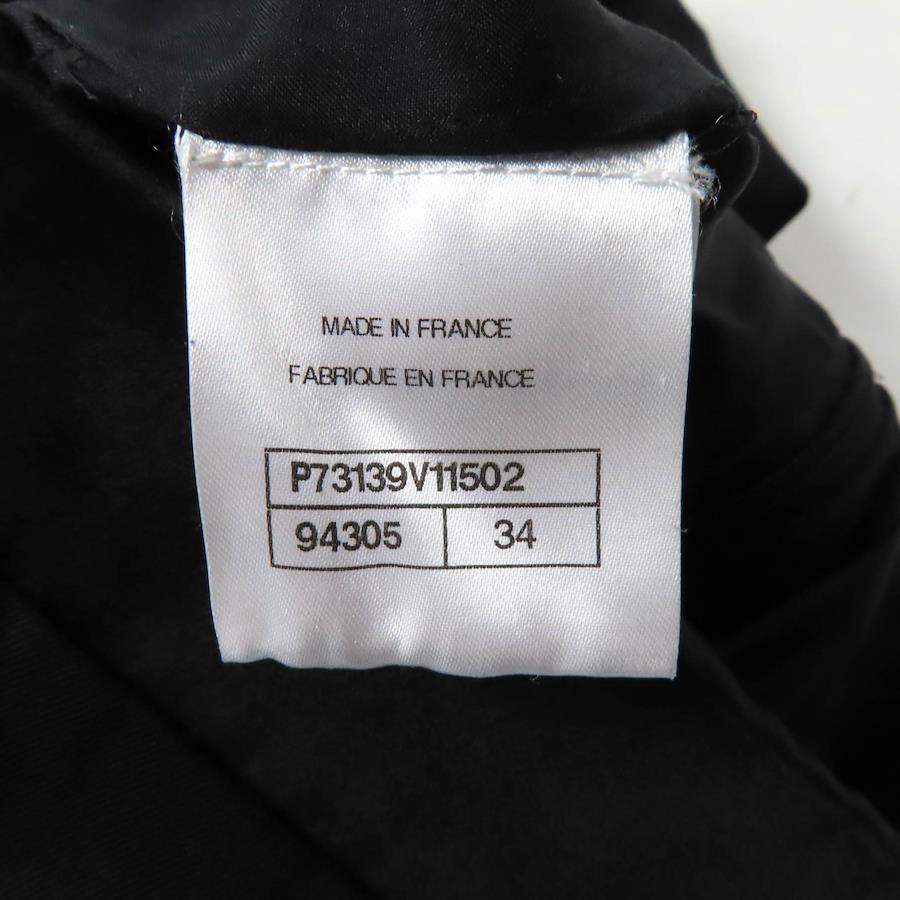 MADE IN FRANCE
FABRIQUE EN FRANCE
P73139V11502
94305 34